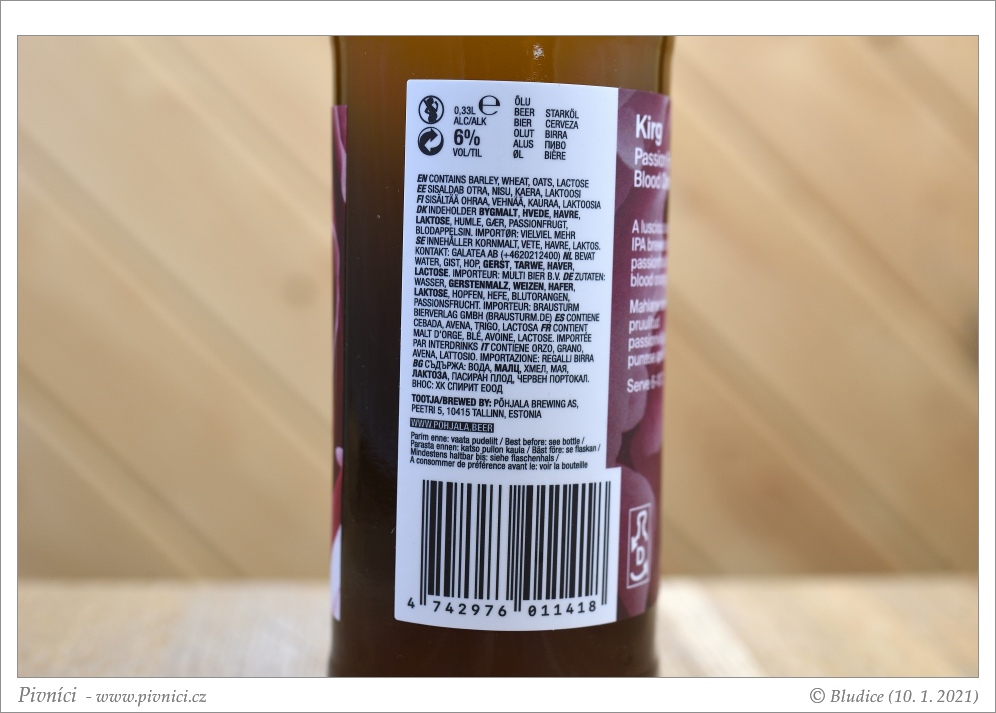 0,33L ℮
ALC/ALK
6%
VOL/TIL
ÕLU
BEER
BIER
OLUT
ALUS
ØL
STARKÖL
CERVEZA
BIRRA
ПИВО
BIÈRE
EN CONTAINS BARLEY, WHEAT, OATS, LACTOSE
EE SISALDAB OTRA, NISU, KAERA, LAKTOOSI
FI SISÄLTÄÄ OHRAA, VEHNÄÄ, KAURAA, LAKTOOSIA
DK INDEHOLDER BYGMALT, HVEDE, HAVRE,
LAKTOSE, HUMLE, GÆR, PASSIONFRUGT,
BLODAPPELSIN. IMPORTØR: VIELVIEL MEHR
SE INNEHÅLLER KORNMALT, VETE, HAVRE, LAKTOS.
KONTAKT: GALATEA AB (+4620212400) NL BEVAT
WATER, GIST, HOP, GERST, TARWE, HAVER,
LACTOSE. IMPORTEUR: MULTI BIER B.V. DE ZUTATEN:
WASSER, GERSTENMALZ, WEIZEN, HAFER,
LAKTOSE, HOPFEN, HEFE, BLUTORANGEN,
PASSIONSFRUCHT. IMPORTEUR: BRAUSTURM
BIERVERLAG GMBH (BRAUSTURM.DE) ES CONTIENE
CEBADA, AVENA, TRIGO, LACTOSA FR CONTIENT
MALT D'ORGE, BLÉ, AVOINE, LACTOSE. IMPORTÉE
PAR INTERDRINKS IT CONTIENE ORZO, GRANO,
AVENA, LATTOSIO. IMPORTAZIONE: REGALLI BIRRA
BG СЪДЪРЖА: ВОДА, МАЛЦ, ХМЕЛ, МАЯ,
ЛАКТОЗА, ПАСИРАН ПЛОД, ЧЕРВЕН ПОРТОКАЛ.
ВНОС: ХК СПИРИТ ЕООД
TOOTJA/BREWED BY: PÕHJALA BREWING AS,
PEETRI 5, 10415 TALLINN, ESTONIA
WWW.POHJALA.BEER
Parim enne: vaata pudelilt / Best before: see bottle /
Parasta ennen: katso pullon kaula / Bäst före: se flaskan /
Mindestens haltbar bis: siehe flaschenhals /
A consommer de préférence avant le: voir la bouteille
4 742976 011418
Kirg
Passion
Blood
A
IPA
blood
Serve
D
Pivníci - www.pivnici.cz
© Bludice (10. 1. 2021)